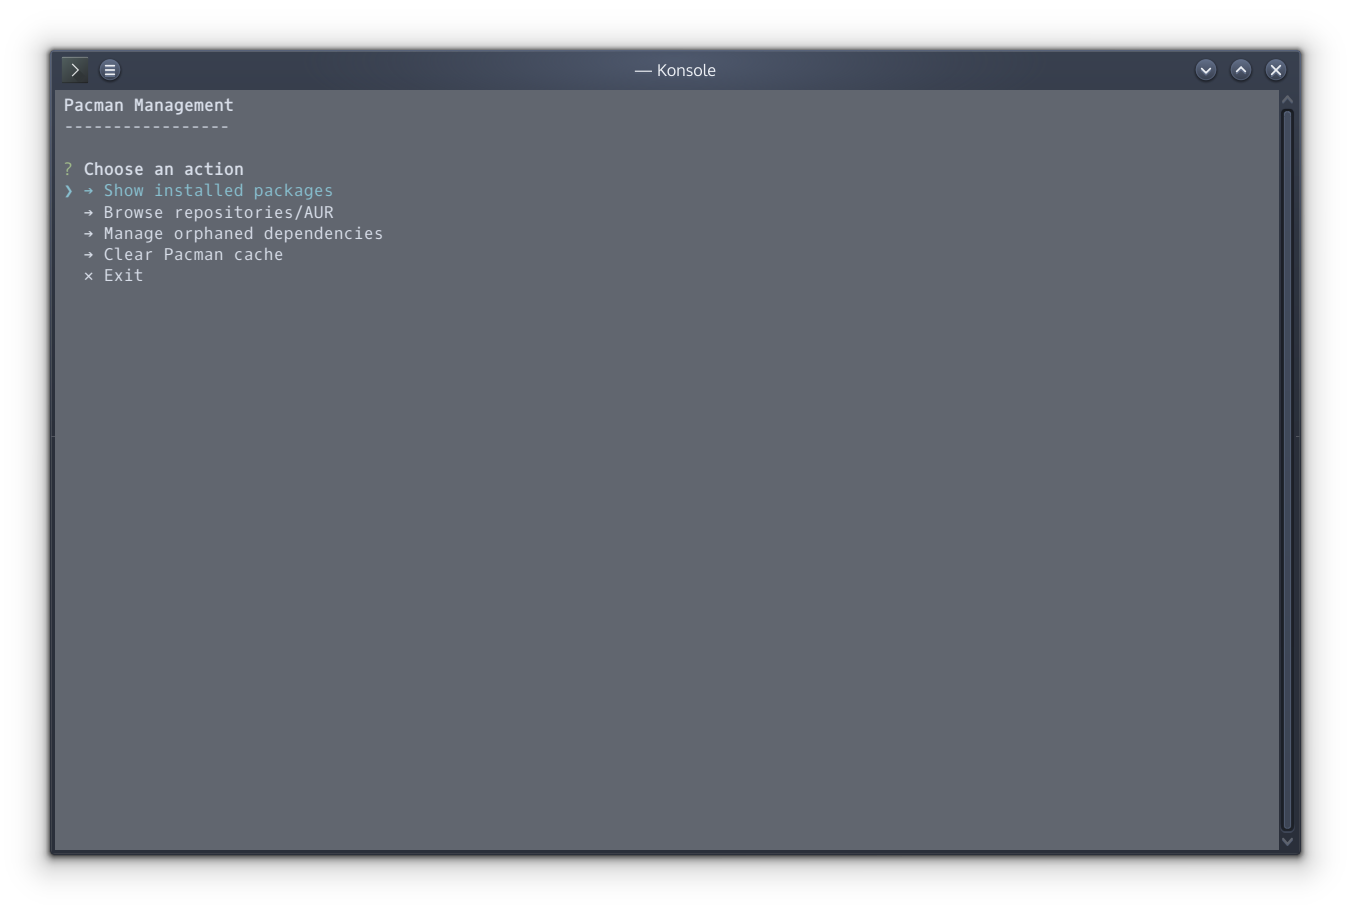 — Konsole
Pacman Management
-----------------
? Choose an action
❯ → Show installed packages
→ Browse repositories/AUR
→ Manage orphaned dependencies
→ Clear Pacman cache
× Exit